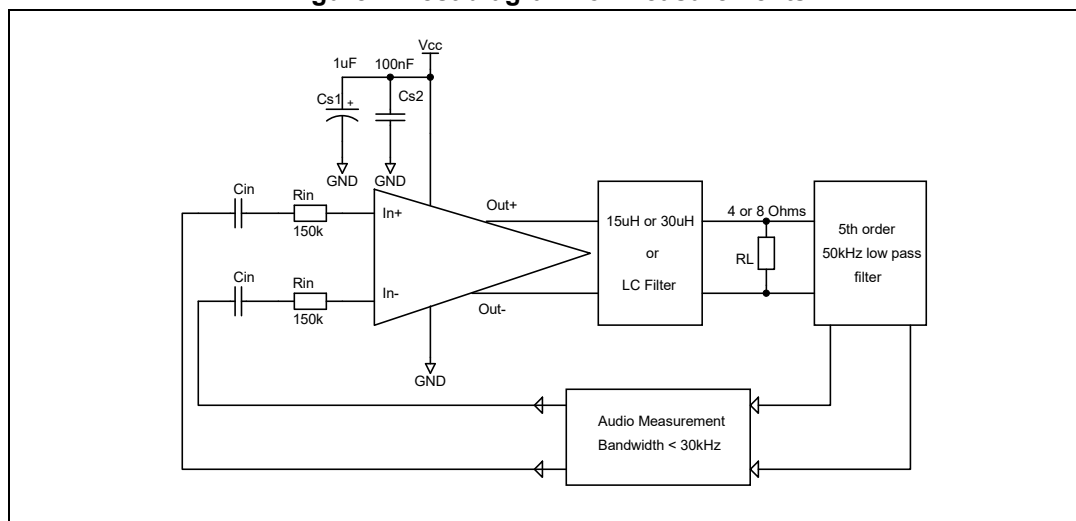 Vcc
1uF
100nF
Cs1
+
Cs2
GND
GND
Cin
Rin
150k
In+
Out+
Cin
Rin
150k
In-
Out-
GND
15uH or 30uH
or
LC Filter
4 or 8 Ohms
RL
5th order
50kHz low pass
filter
Audio Measurement
Bandwidth < 30kHz